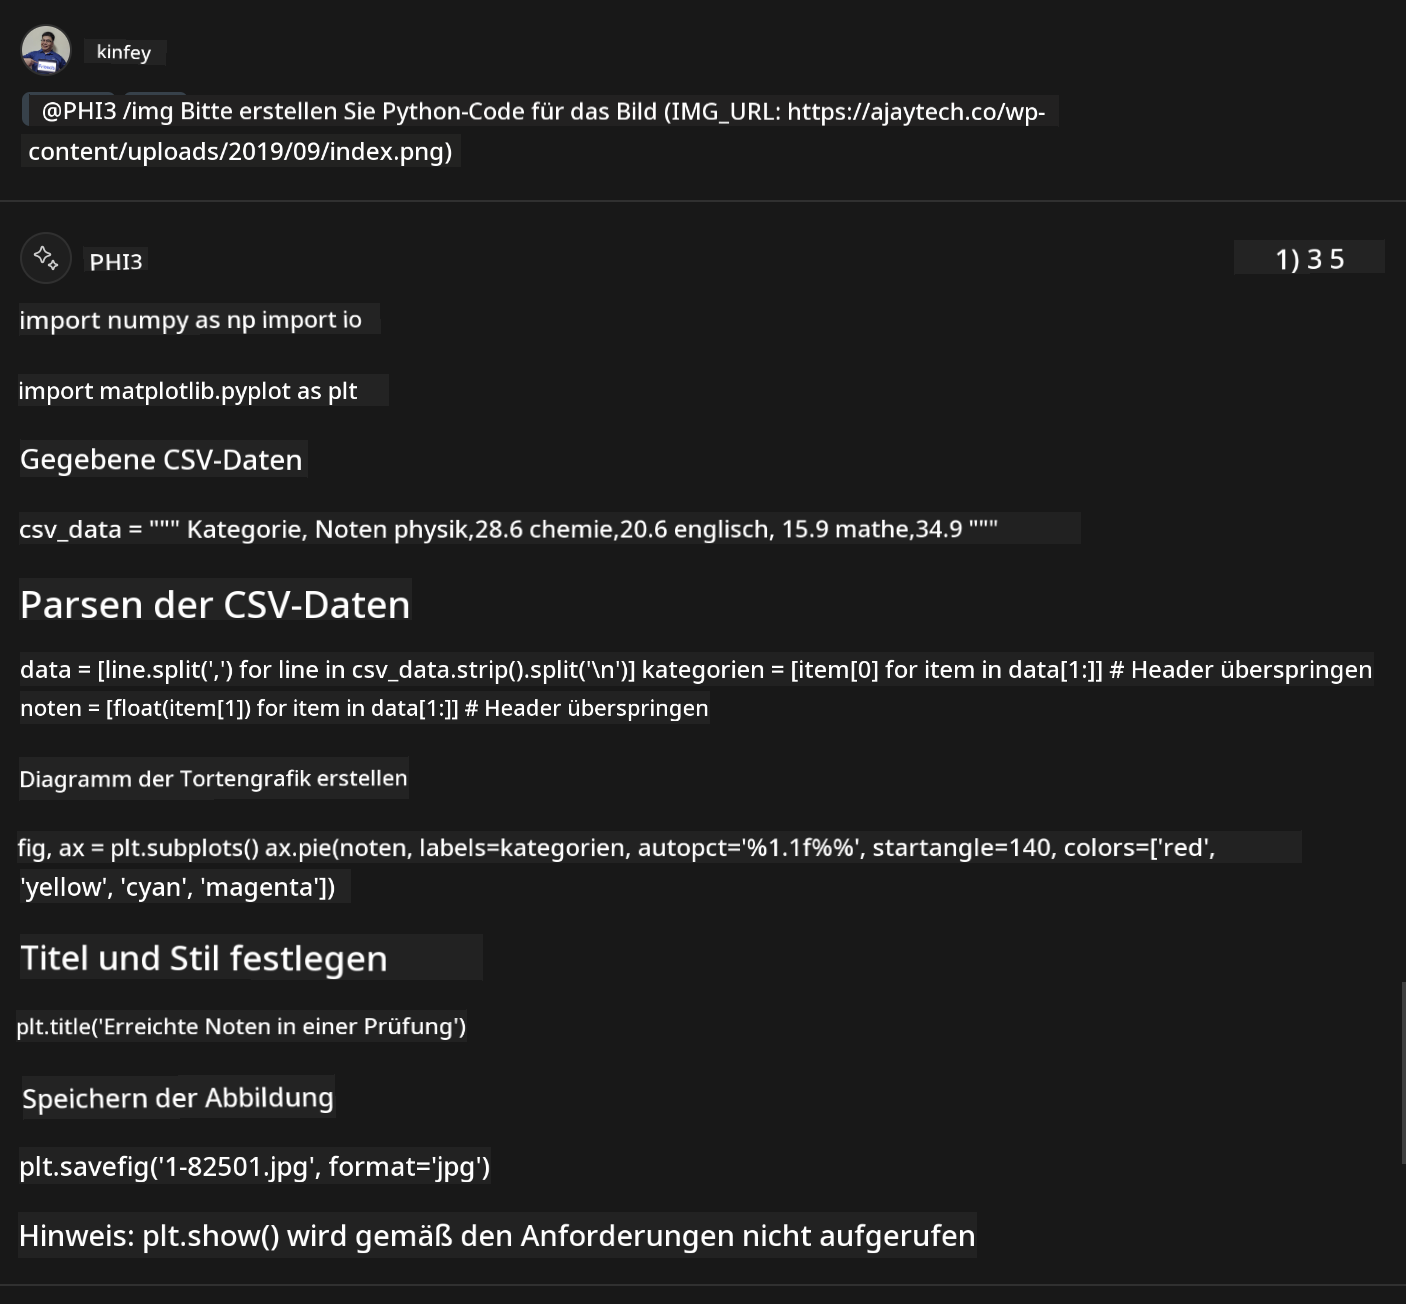 kinfey
@PHI3 /img Bitte erstellen Sie Python-Code für das Bild (IMG_URL: https://ajaytech.co/wp-
content/uploads/2019/09/index.png)
PHI3
1) 3 5
import numpy as np import io
import matplotlib.pyplot as plt
Gegebene CSV-Daten
csv_data = """ Kategorie, Noten physik,28.6 chemie,20.6 englisch, 15.9 mathe,34.9 """
Parsen der CSV-Daten
data = [line.split(',') for line in csv_data.strip().split('\n')] kategorien = [item[0] for item in data[1:]] # Header überspringen
noten = [float(item[1]) for item in data[1:]] # Header überspringen
Diagramm der Tortengrafik erstellen
fig, ax = plt.subplots() ax.pie(noten, labels=kategorien, autopct='%1.1f%%', startangle=140, colors=['red',
'yellow', 'cyan', 'magenta'])
Titel und Stil festlegen
plt.title('Erreichte Noten in einer Prüfung')
Speichern der Abbildung
plt.savefig('1-82501.jpg', format='jpg')
Hinweis: plt.show() wird gemäß den Anforderungen nicht aufgerufen